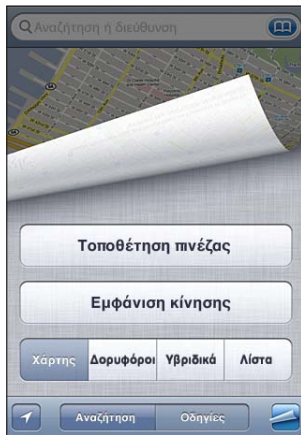 Αναζήτηση ή διεύθυνση
Τοποθέτηση πινέζας
Εμφάνιση κίνησης
Χάρτης Δορυφόροι Υβριδικά Λίστα
Αναζήτηση Οδηγίες